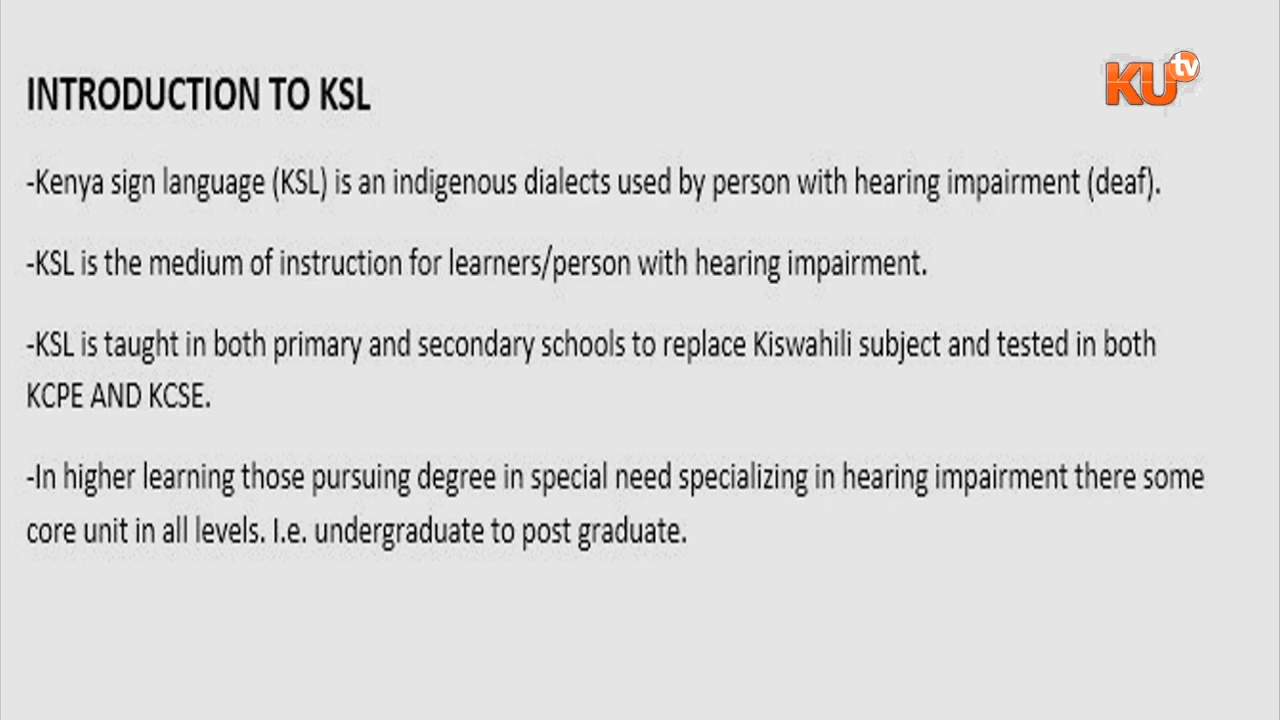 INTRODUCTION TO KSL
KU tv
-Kenya sign language (KSL) is an indigenous dialects used by person with hearing impairment (deaf).
-KSL is the medium of instruction for learners/person with hearing impairment.
-KSL is taught in both primary and secondary schools to replace Kiswahili subject and tested in both
KCPE AND KCSE.
-In higher learning those pursuing degree in special need specializing in hearing impairment there some
core unit in all levels. I.e. undergraduate to post graduate.